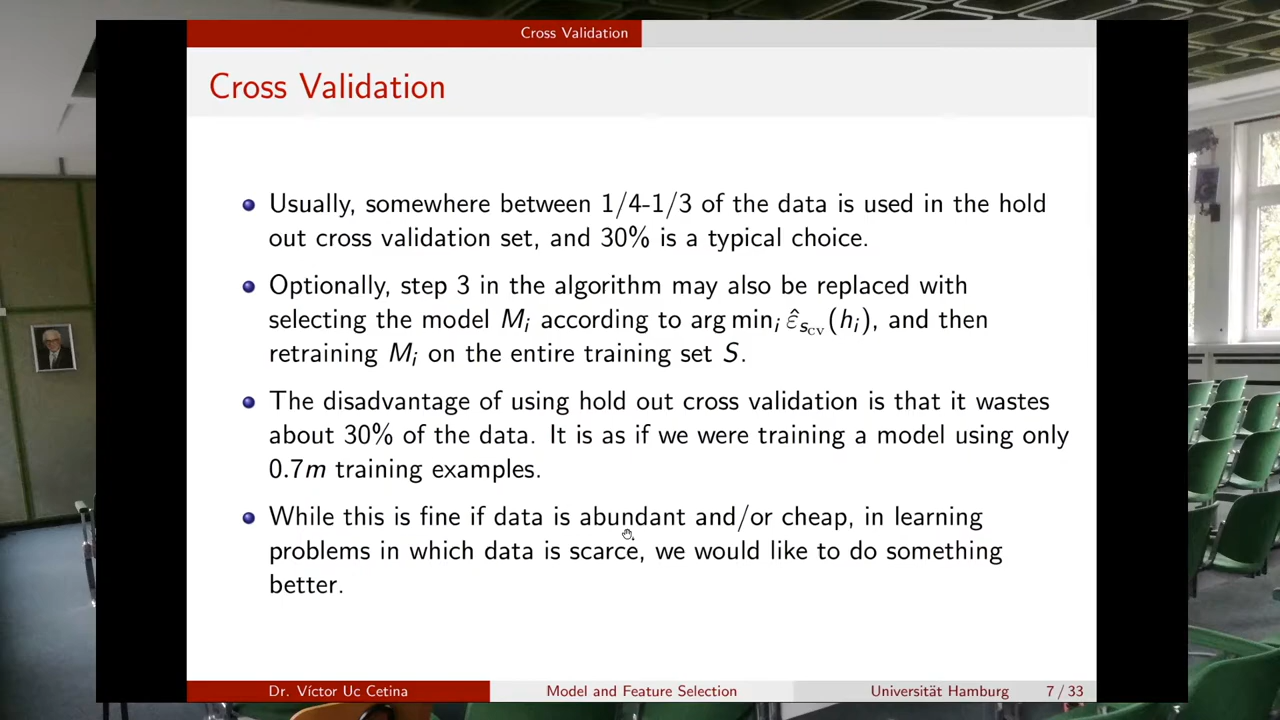 Cross Validation
Cross Validation
Usually, somewhere between 1/4-1/3 of the data is used in the hold
out cross validation set, and 30% is a typical choice.
Optionally, step 3 in the algorithm may also be replaced with
selecting the model Mᵢ according to arg minᵢ ε̂ₛcv(hᵢ), and then
retraining Mᵢ on the entire training set S.
The disadvantage of using hold out cross validation is that it wastes
about 30% of the data. It is as if we were training a model using only
0.7m training examples.
While this is fine if data is abundant and/or cheap, in learning
problems in which data is scarce, we would like to do something
better.
Dr. Víctor Uc Cetina Model and Feature Selection Universität Hamburg 7 / 33